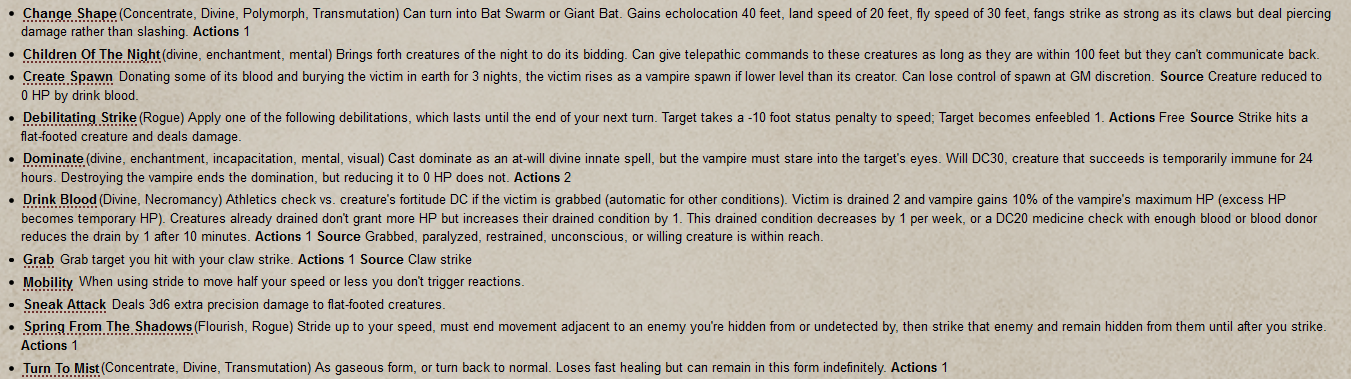 • Change Shape (Concentrate, Divine, Polymorph, Transmutation) Can turn into Bat Swarm or Giant Bat. Gains echolocation 40 feet, land speed of 20 feet, fly speed of 30 feet, fangs strike as strong as its claws but deal piercing
damage rather than slashing. Actions 1
• Children Of The Night (divine, enchantment, mental) Brings forth creatures of the night to do its bidding. Can give telepathic commands to these creatures as long as they are within 100 feet but they can't communicate back.
• Create Spawn Donating some of its blood and burying the victim in earth for 3 nights, the victim rises as a vampire spawn if lower level than its creator. Can lose control of spawn at GM discretion. Source Creature reduced to
0 HP by drink blood.
• Debilitating Strike (Rogue) Apply one of the following debilitations, which lasts until the end of your next turn. Target takes a -10 foot status penalty to speed; Target becomes enfeebled 1. Actions Free Source Strike hits a
flat-footed creature and deals damage.
• Dominate (divine, enchantment, incapacitation, mental, visual) Cast dominate as an at-will divine innate spell, but the vampire must stare into the target's eyes. Will DC30, creature that succeeds is temporarily immune for 24
hours. Destroying the vampire ends the domination, but reducing it to 0 HP does not. Actions 2
• Drink Blood (Divine, Necromancy) Athletics check vs. creature's fortitude DC if the victim is grabbed (automatic for other conditions). Victim is drained 2 and vampire gains 10% of the vampire's maximum HP (excess HP
becomes temporary HP). Creatures already drained don't grant more HP but increases their drained condition by 1. This drained condition decreases by 1 per week, or a DC20 medicine check with enough blood or blood donor
reduces the drain by 1 after 10 minutes. Actions 1 Source Grabbed, paralyzed, restrained, unconscious, or willing creature is within reach.
• Grab Grab target you hit with your claw strike. Actions 1 Source Claw strike
• Mobility When using stride to move half your speed or less you don't trigger reactions.
• Sneak Attack Deals 3d6 extra precision damage to flat-footed creatures.
• Spring From The Shadows (Flourish, Rogue) Stride up to your speed, must end movement adjacent to an enemy you're hidden from or undetected by, then strike that enemy and remain hidden from them until after you strike.
Actions 1
• Turn To Mist (Concentrate, Divine, Transmutation) As gaseous form, or turn back to normal. Loses fast healing but can remain in this form indefinitely. Actions 1